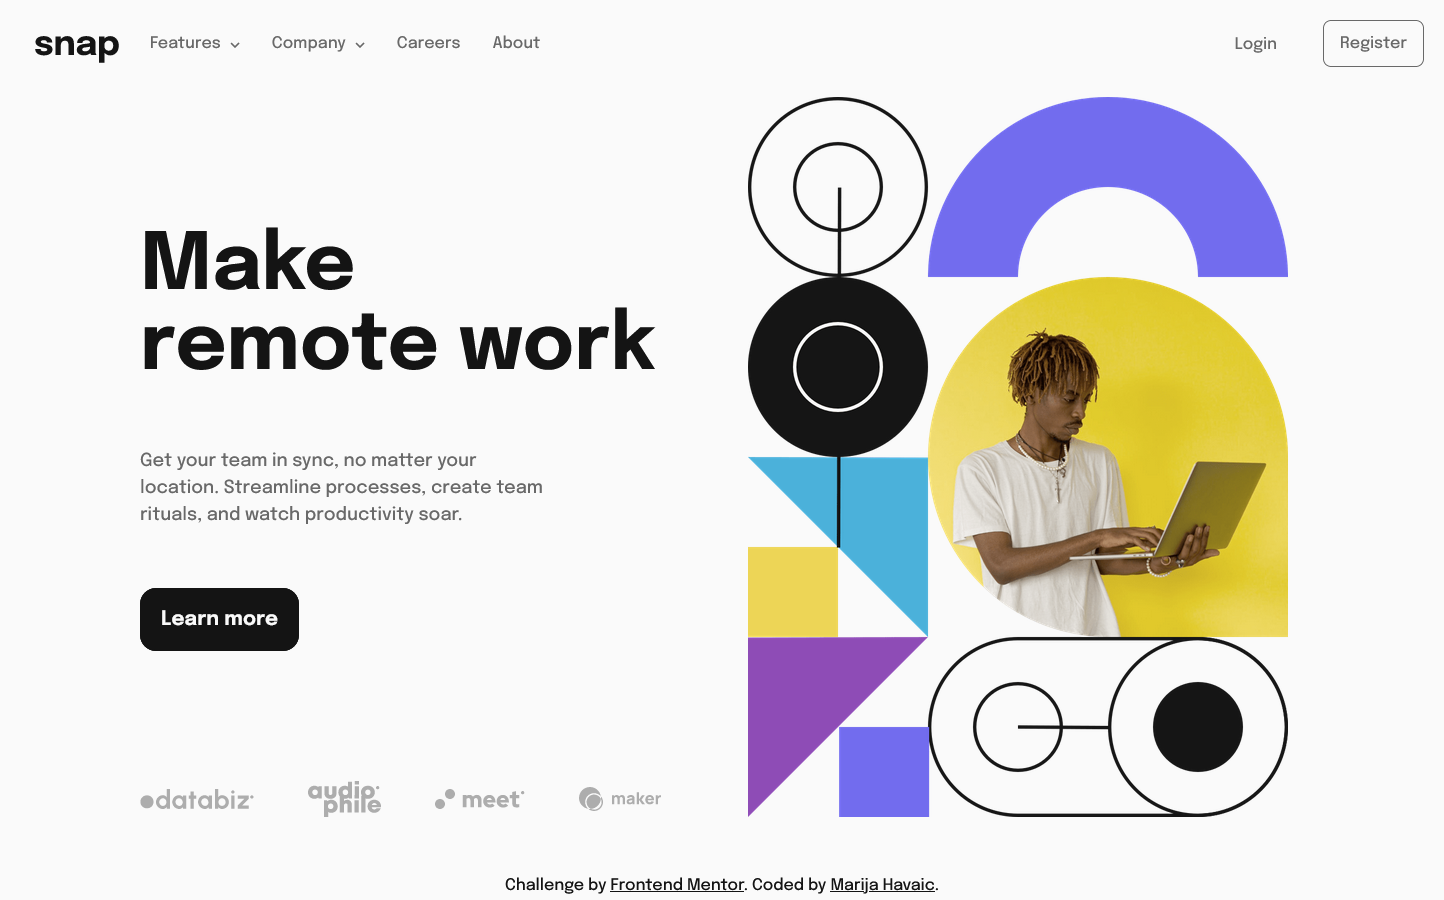 snap
Features
Company
Careers
About
Login
Register
Make
remote work
Get your team in sync, no matter your
location. Streamline processes, create team
rituals, and watch productivity soar.
Learn more
databiz
audio
phile
meet
maker
Challenge by Frontend Mentor. Coded by Marija Havaic.